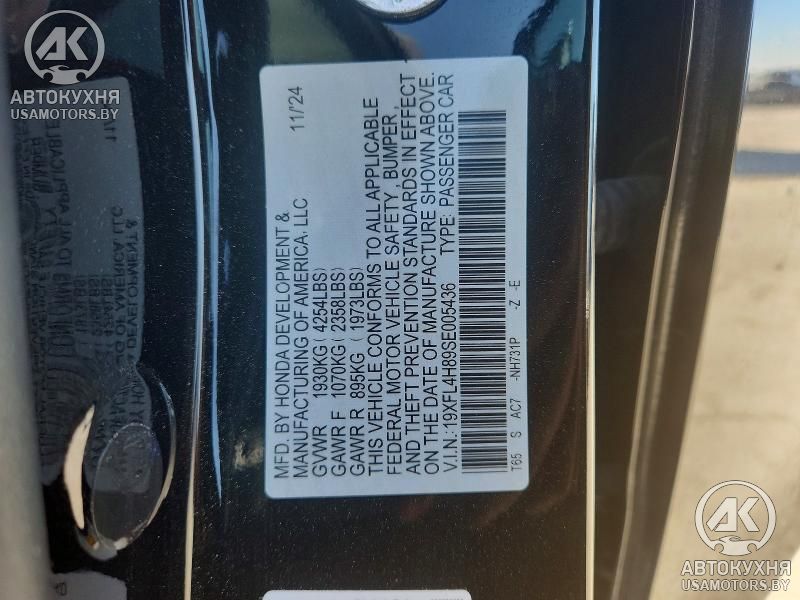 MFD. BY HONDA DEVELOPMENT &
MANUFACTURING OF AMERICA, LLC 11/'24
GVWR 1930KG (4254LBS)
GAWR F 1070KG (2358LBS)
GAWR R 895KG (1973LBS)
THIS VEHICLE CONFORMS TO ALL APPLICABLE
FEDERAL MOTOR VEHICLE SAFETY, BUMPER,
AND THEFT PREVENTION STANDARDS IN EFFECT
ON THE DATE OF MANUFACTURE SHOWN ABOVE.
V.I.N.: 19XFL4H89SE005436 TYPE: PASSENGER CAR
T65 S AC7 -NH731P -Z -E
АК
АВТОКУХНЯ
USAMOTORS.BY
АК
АВТОКУХНЯ
USAMOTORS.BY